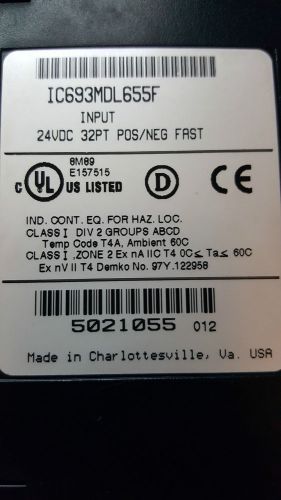 IC693MDL655F
INPUT
24VDC 32PT POS/NEG FAST
8M89
E157515
C UL US LISTED
D
CE
IND. CONT. EQ. FOR HAZ. LOC.
CLASS I DIV 2 GROUPS ABCD
Temp Code T4A, Ambient 60C
CLASS I .ZONE 2 Ex nA IIC T4 0C≤ Ta≤ 60C
Ex nV II T4 Demko No. 97Y.122958
5021055 012
Made in Charlottesville, Va. USA